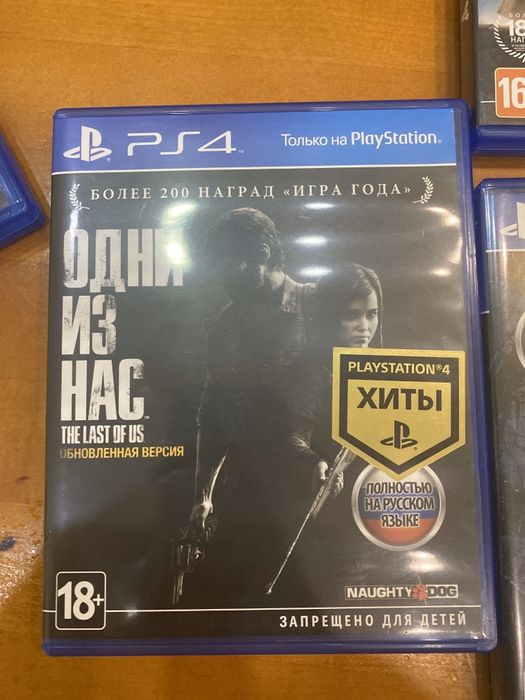 PS4
Только на PlayStation
БОЛЕЕ 200 НАГРАД «ИГРА ГОДА»
ОДНИ
ИЗ
НАС
THE LAST OF US
ОБНОВЛЕННАЯ ВЕРСИЯ
PLAYSTATION®4
ХИТЫ
ПОЛНОСТЬЮ
НА РУССКОМ
ЯЗЫКЕ
18+
NAUGHTY DOG
ЗАПРЕЩЕНО ДЛЯ ДЕТЕЙ
16